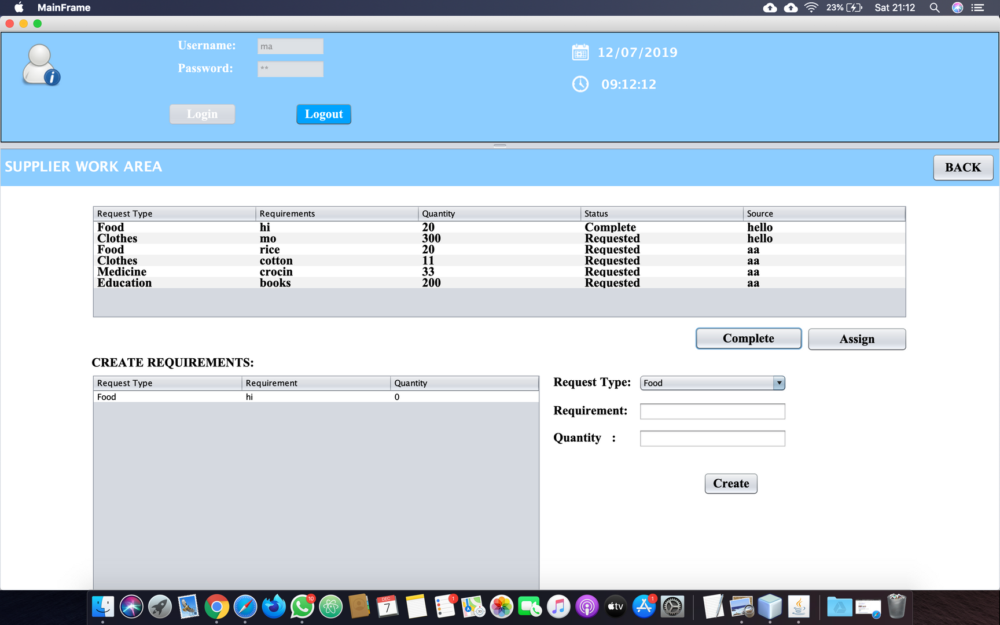 MainFrame 23% Sat 21:12
Username: ma
12/07/2019
Password: **
09:12:12
Login Logout
SUPPLIER WORK AREA BACK
Request Type Requirements Quantity Status Source
Food hi 20 Complete hello
Clothes mo 300 Requested hello
Food rice 20 Requested aa
Clothes cotton 11 Requested aa
Medicine crocin 33 Requested aa
Education books 200 Requested aa
Complete Assign
CREATE REQUIREMENTS:
Request Type Requirement Quantity
Food hi 0
Request Type: Food
Requirement:
Quantity :
Create
10 DEC 7 1 30 tv 1